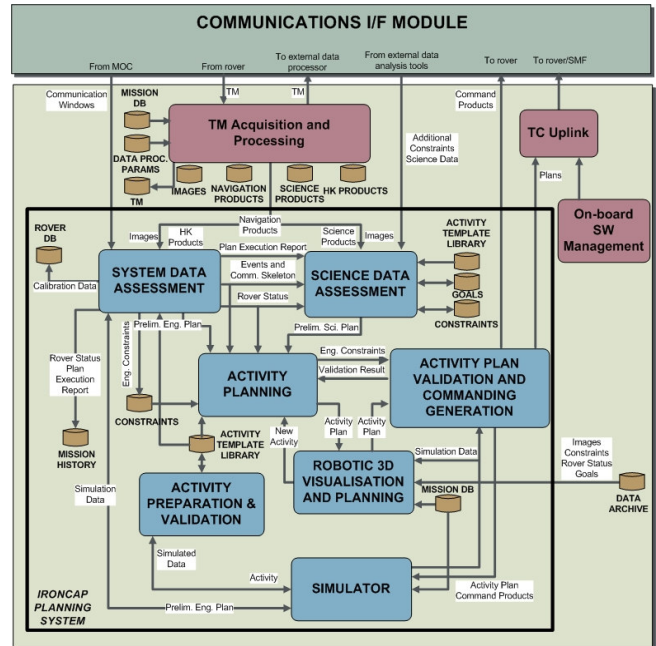 COMMUNICATIONS I/F MODULE
From MOC
From rover
To external data
processor
From external data
analysis tools
To rover
To rover/SMF
Communication
Windows
TM
TM
Command
Products
MISSION
DB
DATA PROC.
PARAMS
TM
TM Acquisition and
Processing
Additional
Constraints
Science Data
TC Uplink
Plans
IMAGES
NAVIGATION
PRODUCTS
SCIENCE
PRODUCTS
HK PRODUCTS
On-board
SW
Management
ROVER
DB
Images
HK
Products
Navigation
Products
Science
Products
Images
ACTIVITY
TEMPLATE
LIBRARY
Plan Execution Report
SYSTEM DATA
ASSESSMENT
Events and
Comm. Skeleton
SCIENCE DATA
ASSESSMENT
GOALS
Calibration Data
Rover Status
CONSTRAINTS
Prelim. Eng. Plan
Prelim. Sci. Plan
Eng. Constraints
Rover Status
Plan
Execution
Report
ACTIVITY
PLANNING
Eng. Constraints
Validation Result
ACTIVITY PLAN
VALIDATION AND
COMMANDING
GENERATION
CONSTRAINTS
MISSION
HISTORY
ACTIVITY
TEMPLATE
LIBRARY
New
Activity
Activity
Plan
Activity
Plan
Simulation Data
Images
Constraints
Rover Status
Goals
DATA
ARCHIVE
Simulation
Data
ACTIVITY
PREPARATION &
VALIDATION
ROBOTIC 3D
VISUALISATION
AND PLANNING
MISSION DB
Simulated
Data
Activity
SIMULATOR
Activity Plan
Command Products
Prelim. Eng. Plan
IRONCAP
PLANNING
SYSTEM